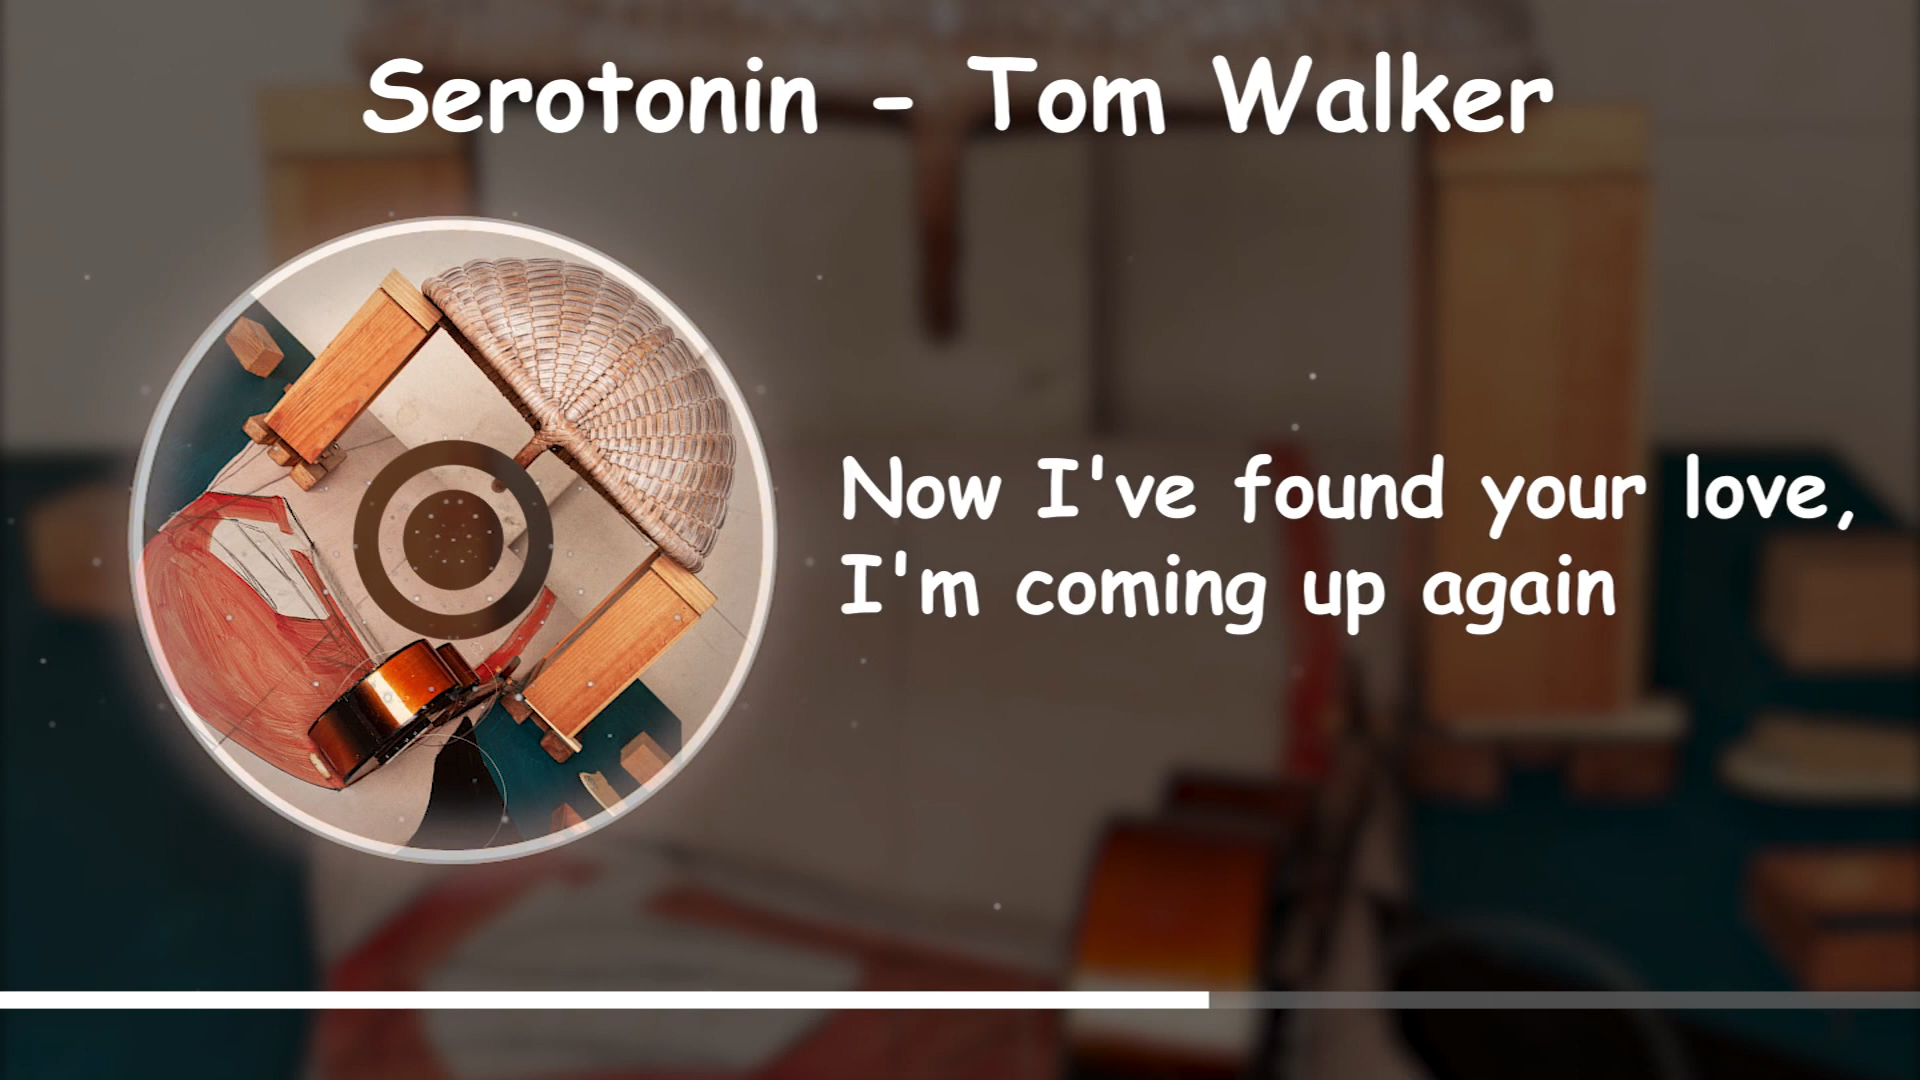 Serotonin - Tom Walker
Now I've found your love,
I'm coming up again